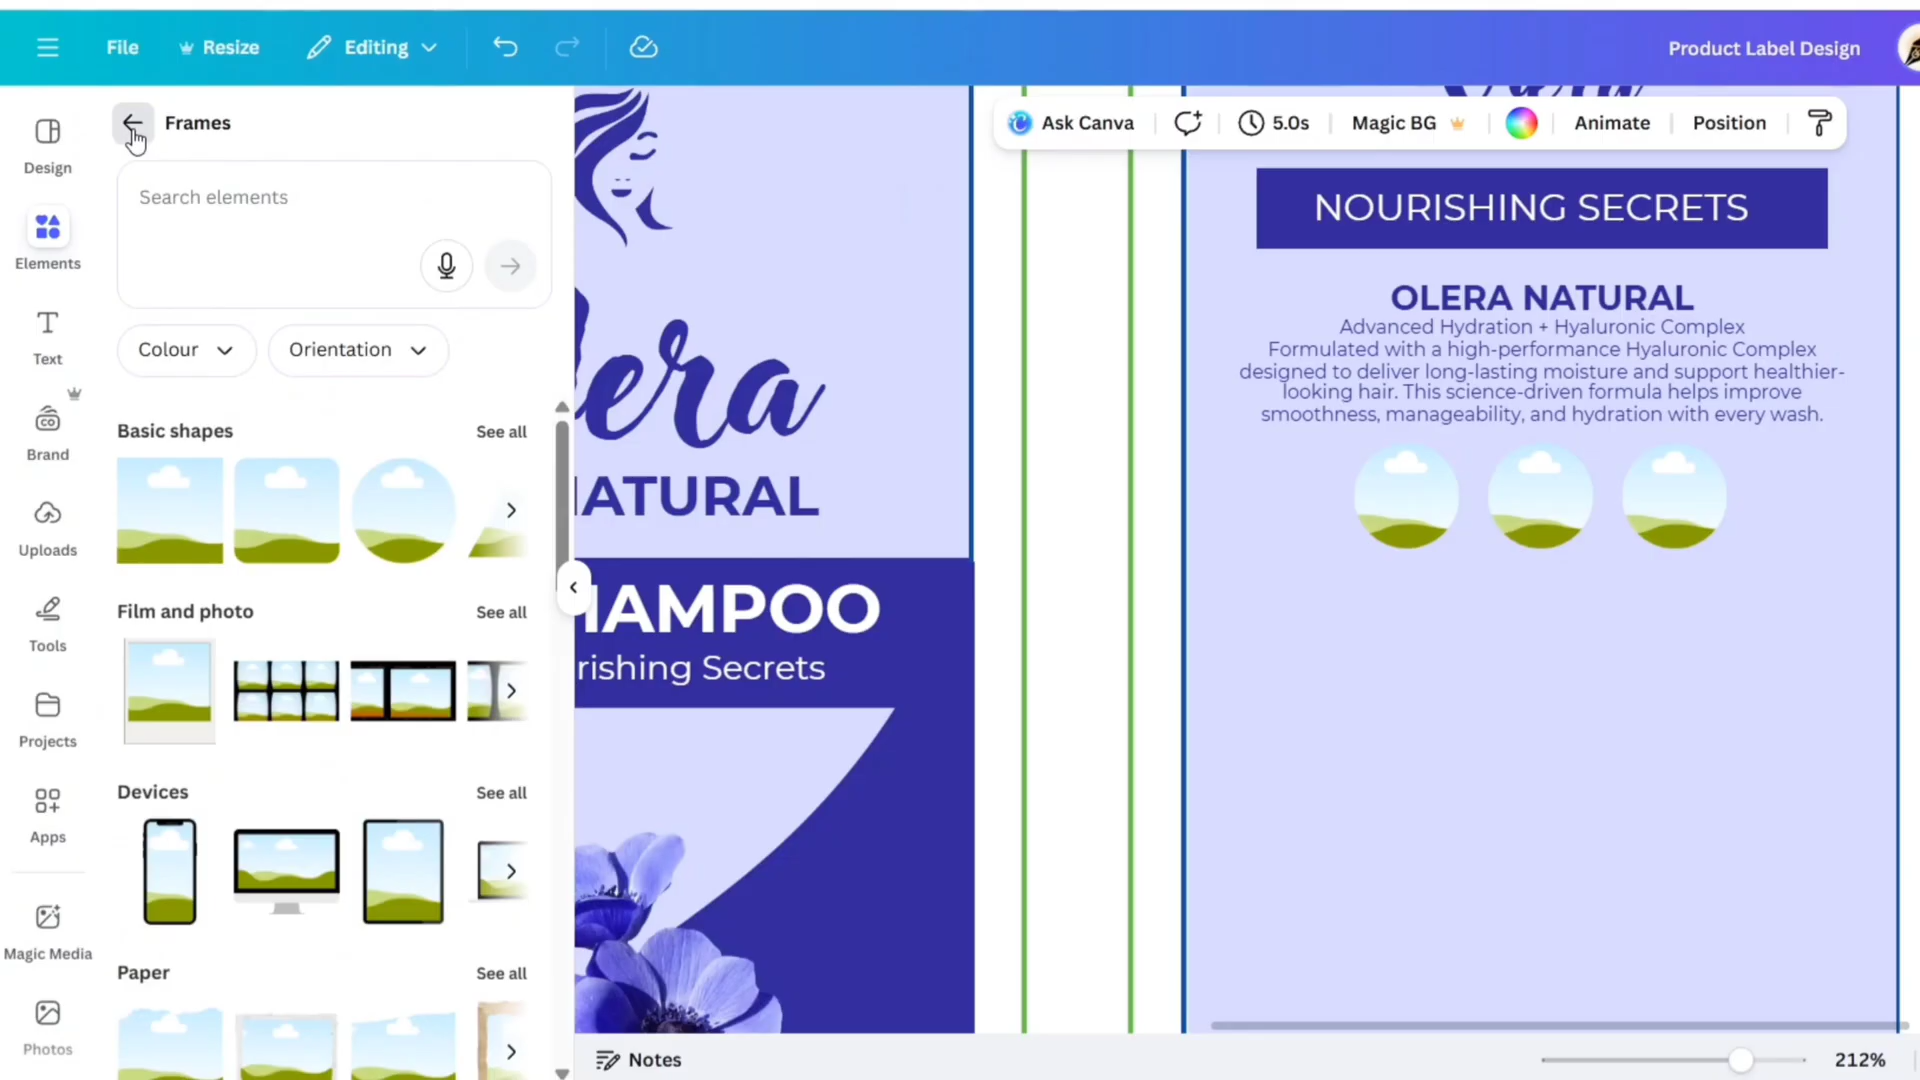 File
Resize
Editing
Product Label Design
Design
Elements
Text
Brand
Uploads
Tools
Projects
Apps
Magic Media
Photos
Frames
Search elements
Colour
Orientation
Basic shapes
See all
Film and photo
See all
Devices
See all
Paper
See all
Ask Canva
5.0s
Magic BG
Animate
Position
lera
NATURAL
HAMPOO
rishing Secrets
NOURISHING SECRETS
OLERA NATURAL
Advanced Hydration + Hyaluronic Complex
Formulated with a high-performance Hyaluronic Complex
designed to deliver long-lasting moisture and support healthier-
looking hair. This science-driven formula helps improve
smoothness, manageability, and hydration with every wash.
Notes
212%